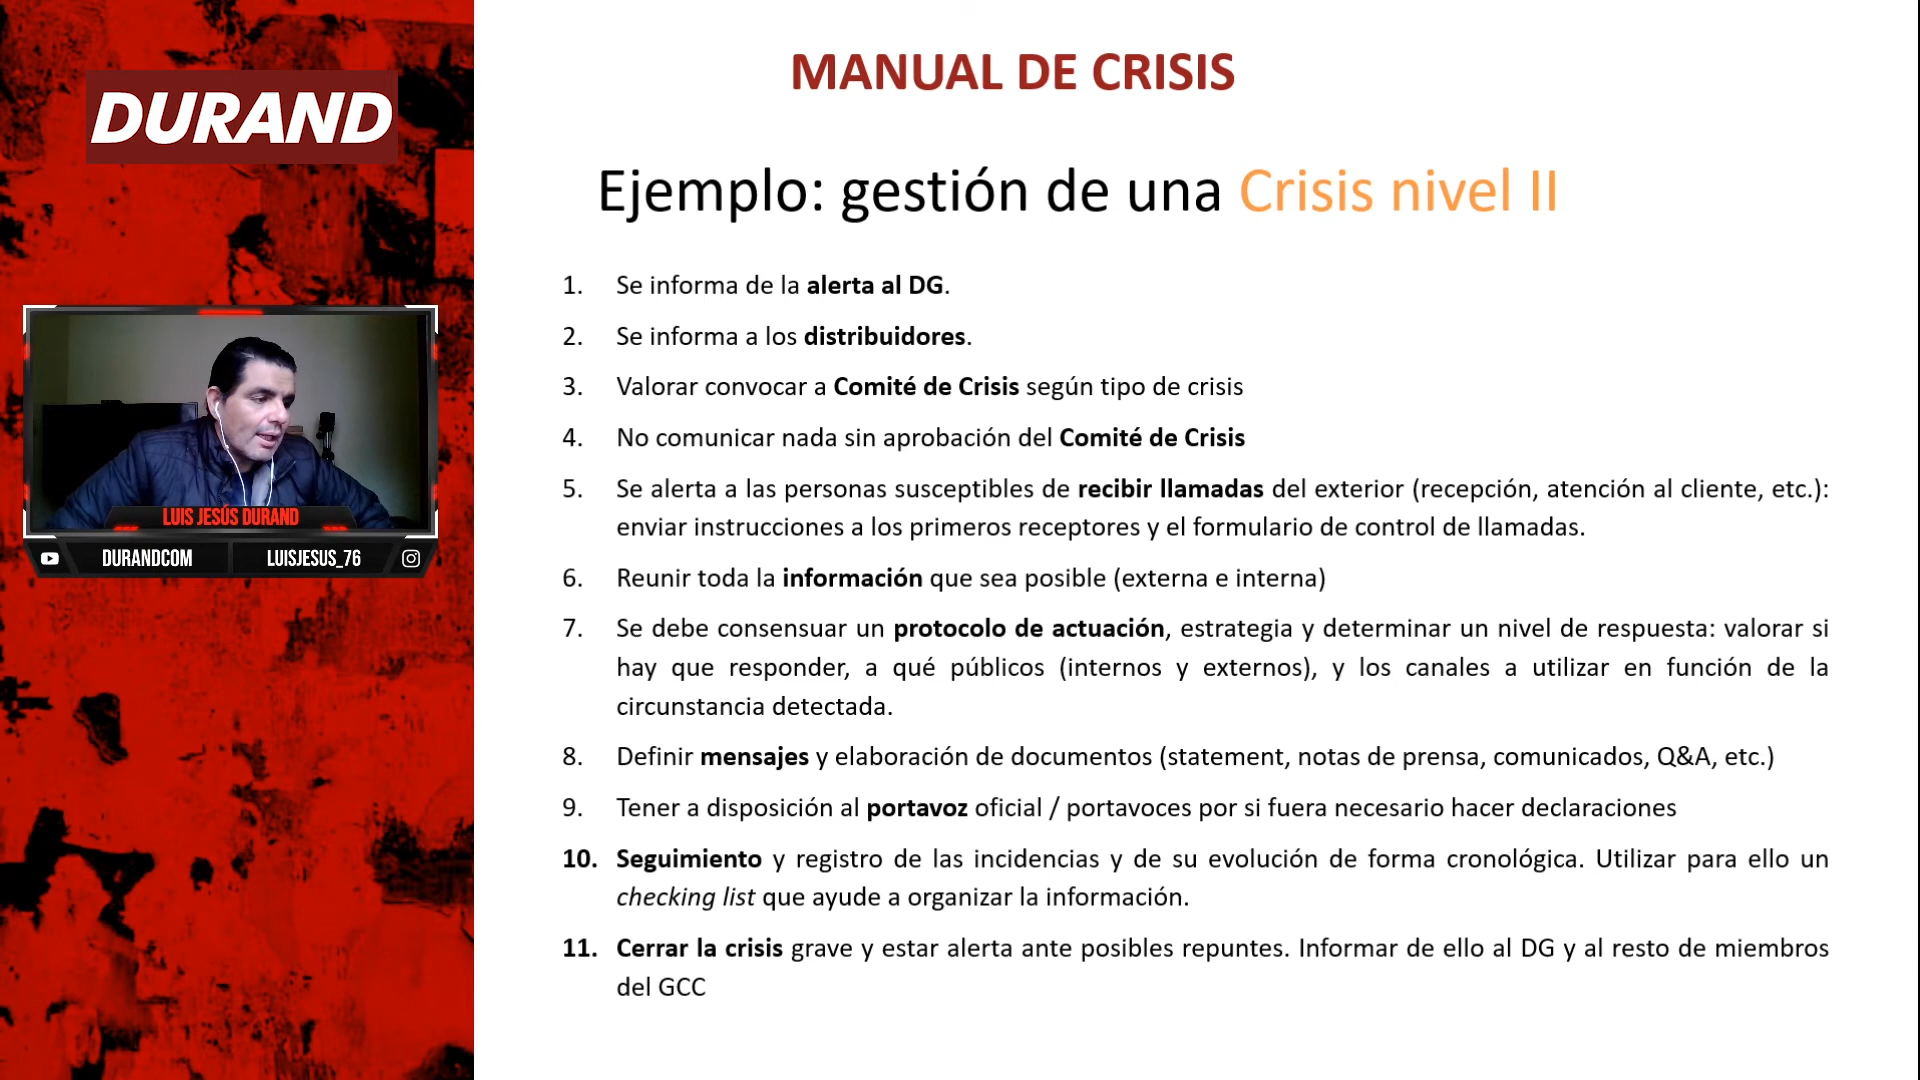 DURAND
LUIS JESÚS DURAND
DURANDCOM
LUISJESUS_76
MANUAL DE CRISIS
Ejemplo: gestión de una Crisis nivel II
1. Se informa de la alerta al DG.
2. Se informa a los distribuidores.
3. Valorar convocar a Comité de Crisis según tipo de crisis
4. No comunicar nada sin aprobación del Comité de Crisis
5. Se alerta a las personas susceptibles de recibir llamadas del exterior (recepción, atención al cliente, etc.):
enviar instrucciones a los primeros receptores y el formulario de control de llamadas.
6. Reunir toda la información que sea posible (externa e interna)
7. Se debe consensuar un protocolo de actuación, estrategia y determinar un nivel de respuesta: valorar si
hay que responder, a qué públicos (internos y externos), y los canales a utilizar en función de la
circunstancia detectada.
8. Definir mensajes y elaboración de documentos (statement, notas de prensa, comunicados, Q&A, etc.)
9. Tener a disposición al portavoz oficial / portavoces por si fuera necesario hacer declaraciones
10. Seguimiento y registro de las incidencias y de su evolución de forma cronológica. Utilizar para ello un
checking list que ayude a organizar la información.
11. Cerrar la crisis grave y estar alerta ante posibles repuntes. Informar de ello al DG y al resto de miembros
del GCC